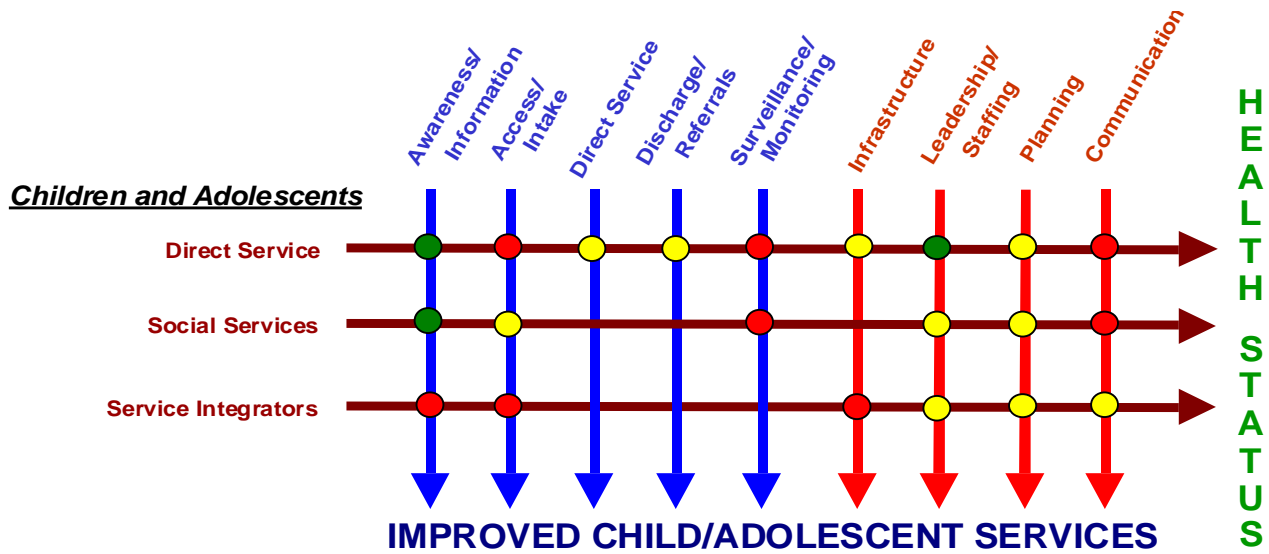 Awareness/
Information
Access/
Intake
Direct Service
Discharge/
Referrals
Surveillance/
Monitoring
Infrastructure
Leadership/
Staffing
Planning
Communication
Children and Adolescents
Direct Service
Social Services
Service Integrators
IMPROVED CHILD/ADOLESCENT SERVICES
HEALTH STATUS